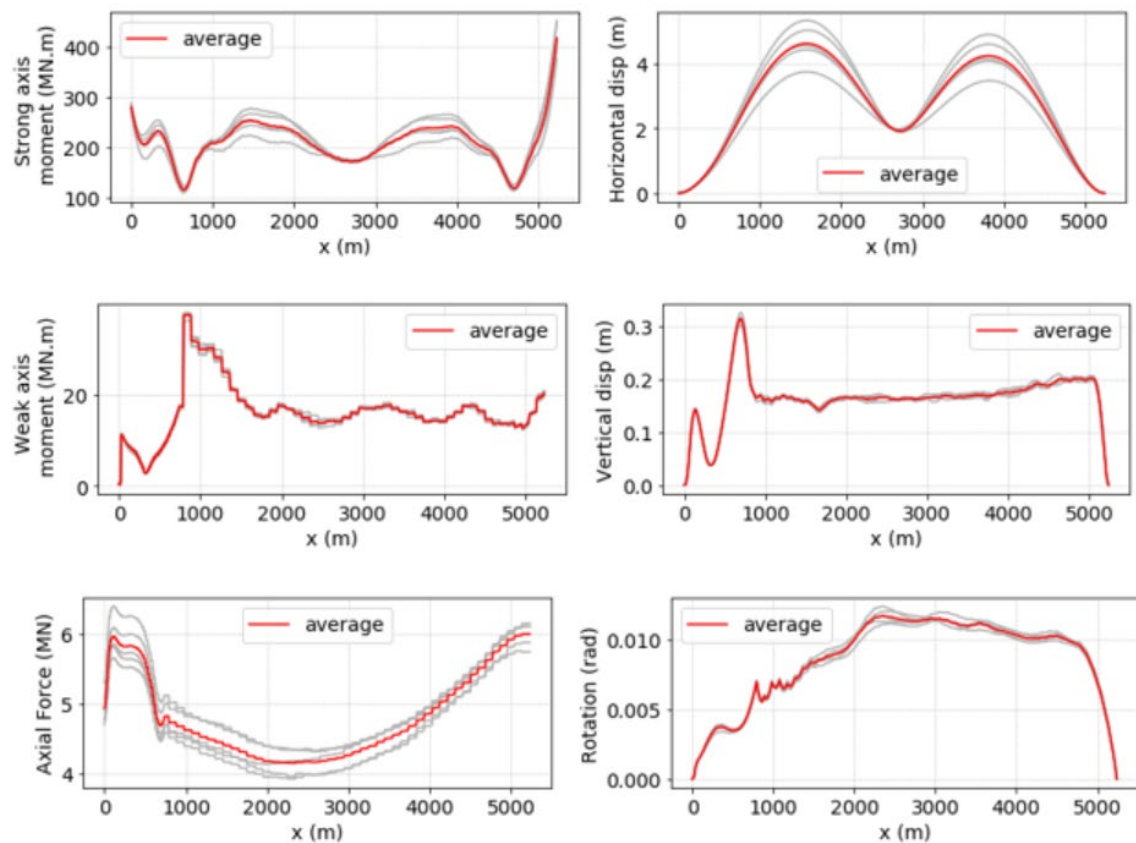 Strong axis
moment (MN.m)
400
300
200
100
average
0 1000 2000 3000 4000 5000
x (m)
Horizontal disp (m)
4
2
0
average
0 1000 2000 3000 4000 5000
x (m)
Weak axis
moment (MN.m)
20
0
average
0 1000 2000 3000 4000 5000
x (m)
Vertical disp (m)
0.3
0.2
0.1
0.0
average
0 1000 2000 3000 4000 5000
x (m)
Axial Force (MN)
6
5
4
average
0 1000 2000 3000 4000 5000
x (m)
Rotation (rad)
0.010
0.005
0.000
average
0 1000 2000 3000 4000 5000
x (m)